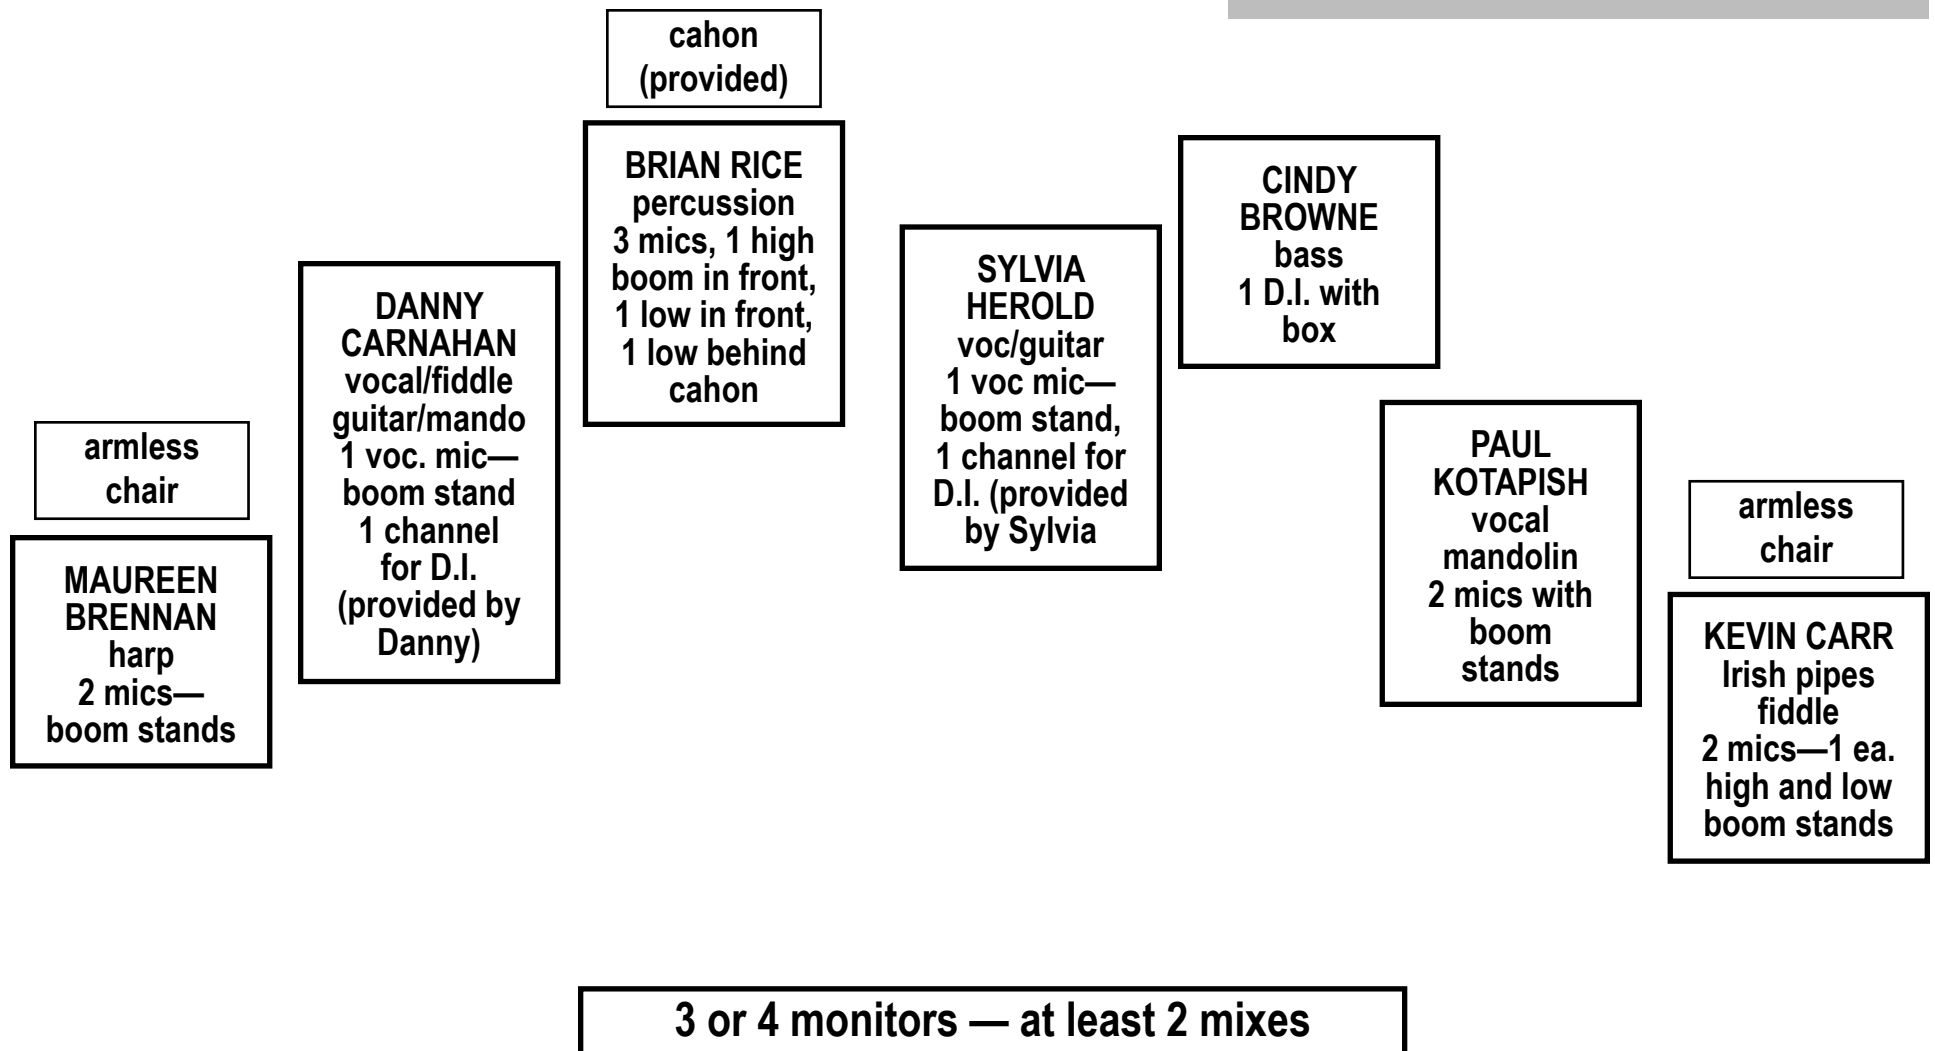 cahon
(provided)
BRIAN RICE
percussion
3 mics, 1 high
boom in front,
1 low in front,
1 low behind
cahon
CINDY
BROWNE
bass
1 D.I. with
box
SYLVIA
HEROLD
voc/guitar
1 voc mic—
boom stand,
1 channel for
D.I. (provided
by Sylvia
DANNY
CARNAHAN
vocal/fiddle
guitar/mando
1 voc. mic—
boom stand
1 channel
for D.I.
(provided by
Danny)
armless
chair
MAUREEN
BRENNAN
harp
2 mics—
boom stands
PAUL
KOTAPISH
vocal
mandolin
2 mics with
boom
stands
armless
chair
KEVIN CARR
Irish pipes
fiddle
2 mics—1 ea.
high and low
boom stands
3 or 4 monitors — at least 2 mixes